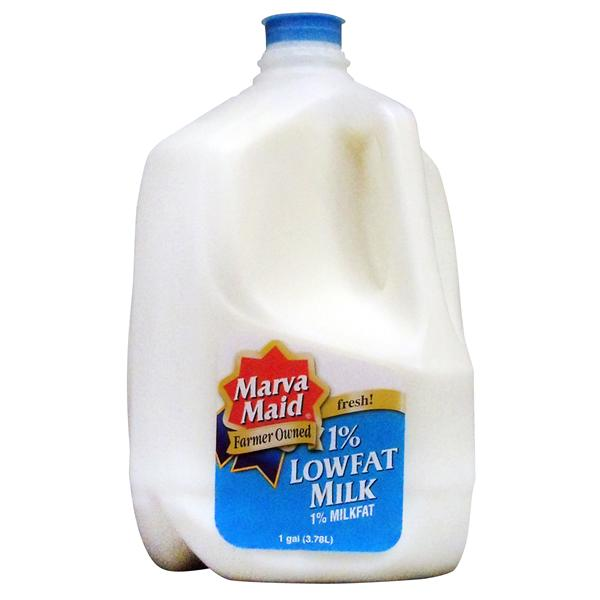 Marva
Maid®
Farmer Owned
fresh!
1%
LOWFAT
MILK
1% MILKFAT
1 gal (3.78L)